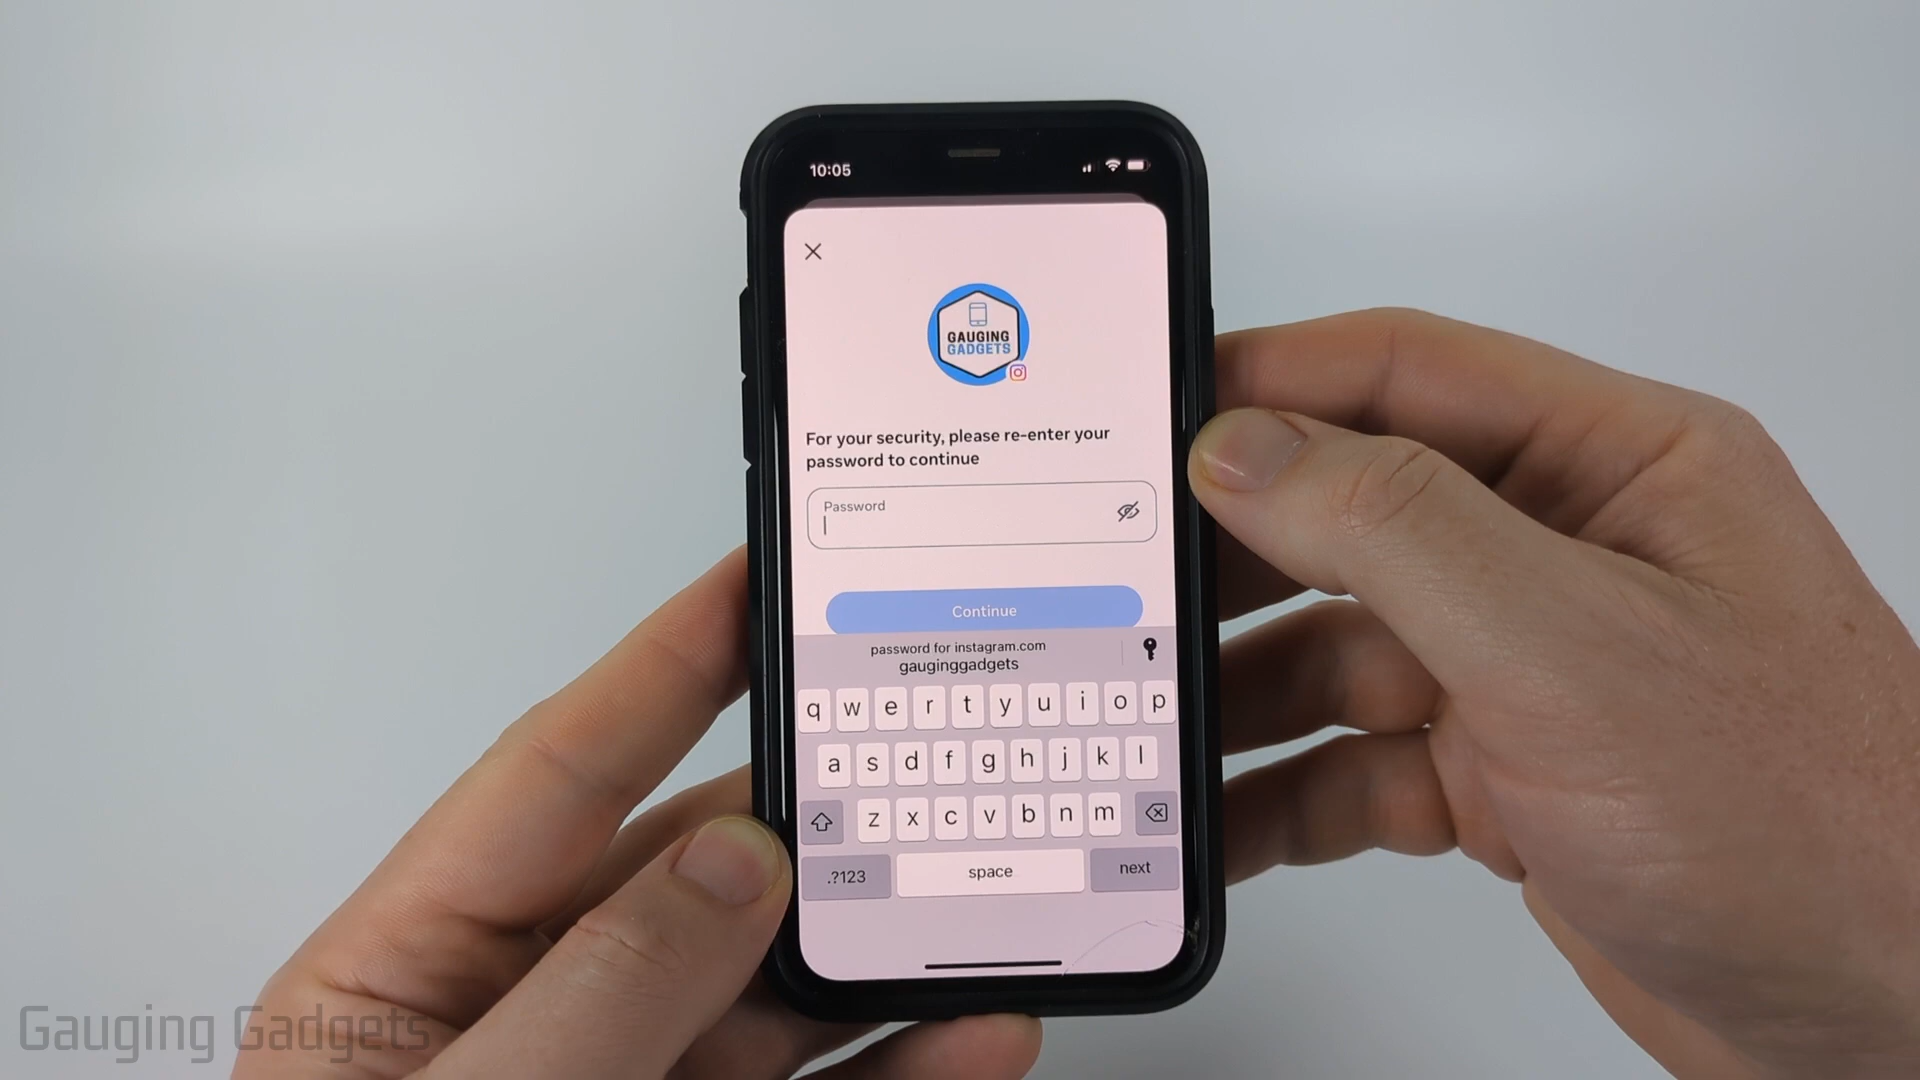 10:05
GAUGING
GADGETS
For your security, please re-enter your
password to continue
Password
Continue
password for instagram.com
gauginggadgets
q w e r t y u i o p
a s d f g h j k l
z x c v b n m
.?123 space next
Gauging Gadgets